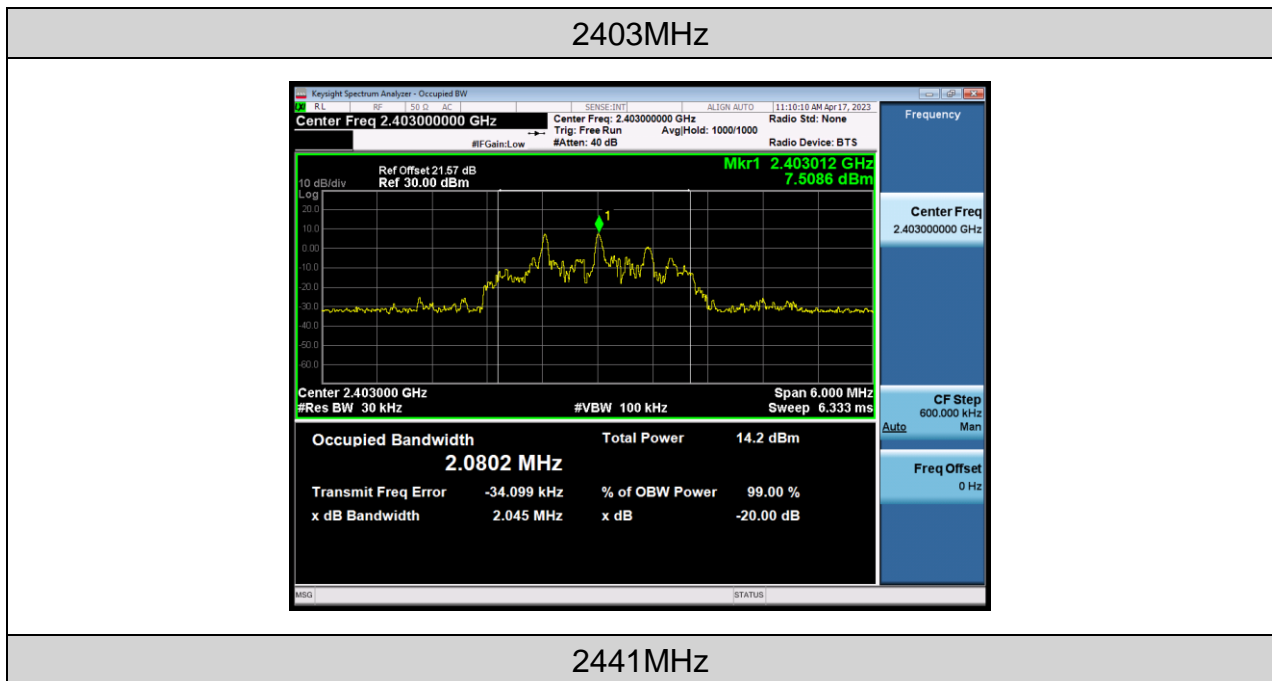 2403MHz
Keysight Spectrum Analyzer - Occupied BW
RL RF 50 Ω AC SENSE:INT ALIGN AUTO 11:10:10 AM Apr 17, 2023
Center Freq 2.403000000 GHz
Center Freq: 2.403000000 GHz Radio Std: None
Trig: Free Run Avg|Hold: 1000/1000
#IFGain:Low #Atten: 40 dB Radio Device: BTS
Frequency
Ref Offset 21.57 dB
10 dB/div Ref 30.00 dBm
Mkr1 2.403012 GHz
7.5086 dBm
Log
20.0
10.0
0.00
-10.0
-20.0
-30.0
-40.0
-50.0
-60.0
1
Center 2.403000 GHz Span 6.000 MHz
#Res BW 30 kHz #VBW 100 kHz Sweep 6.333 ms
Center Freq
2.403000000 GHz
CF Step
600.000 kHz
Auto Man
Freq Offset
0 Hz
Occupied Bandwidth Total Power 14.2 dBm
2.0802 MHz
Transmit Freq Error -34.099 kHz % of OBW Power 99.00 %
x dB Bandwidth 2.045 MHz x dB -20.00 dB
MSG STATUS
2441MHz